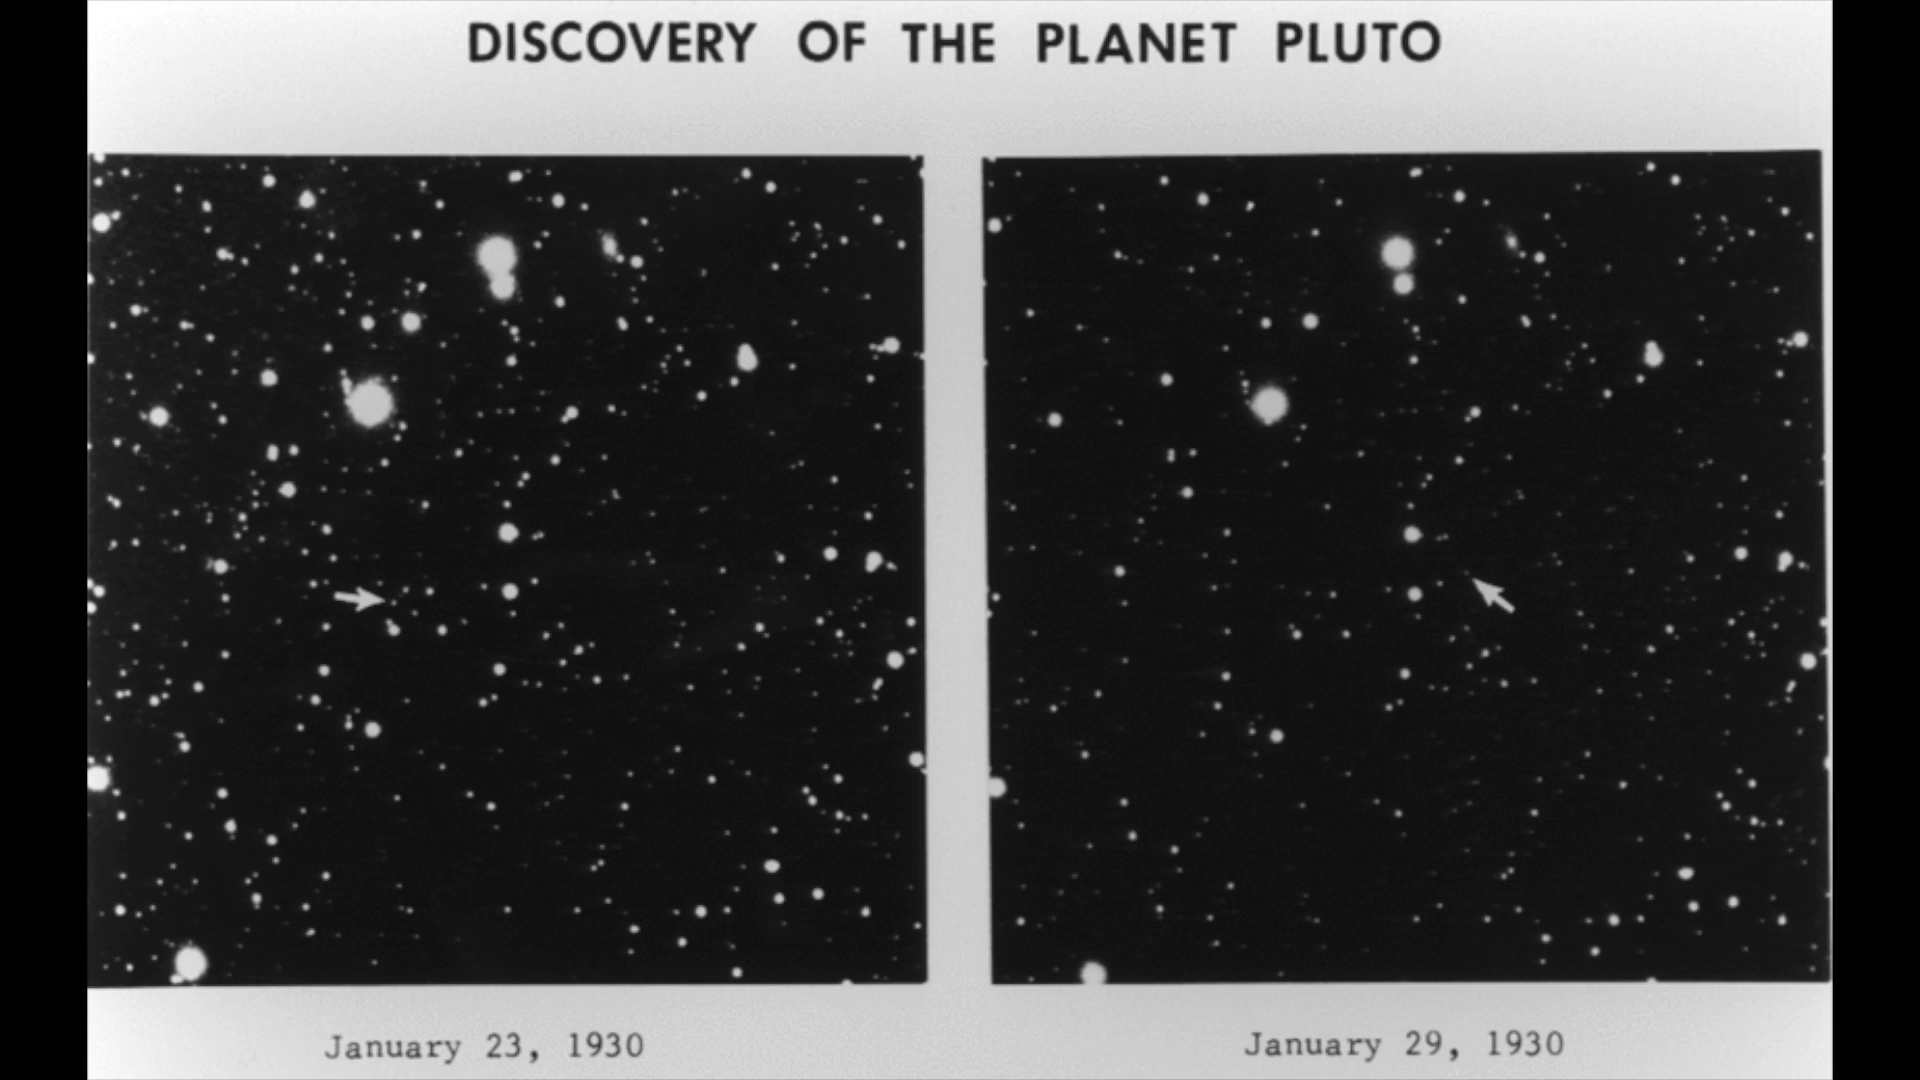 DISCOVERY OF THE PLANET PLUTO
January 23, 1930
January 29, 1930